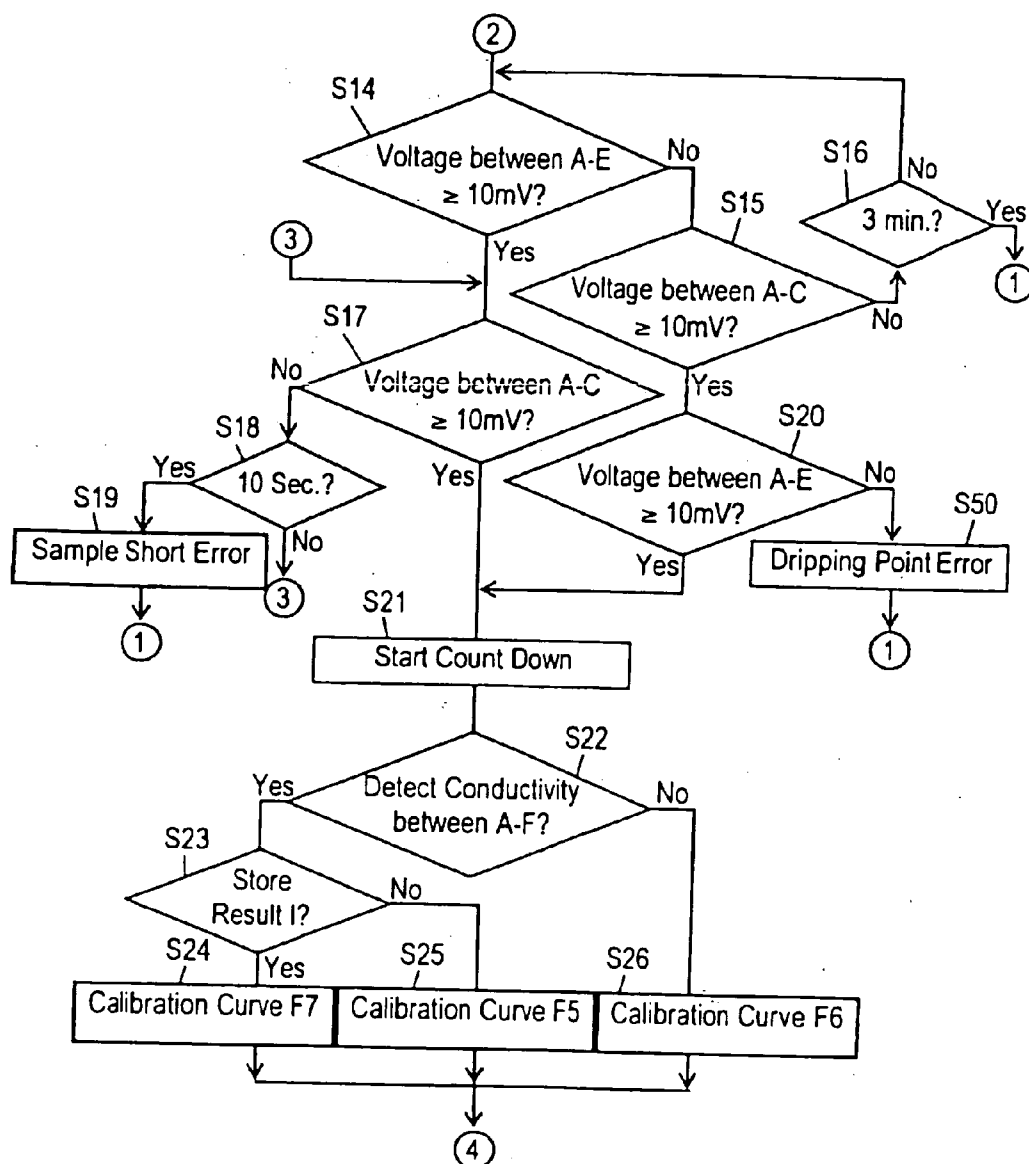 2
S14
Voltage between A-E
≥ 10mV?
No
Yes
S16
No
3 min.?
Yes
1
S15
Voltage between A-C
≥ 10mV?
No
Yes
3
S17
No
Voltage between A-C
≥ 10mV?
Yes
S18
Yes
10 Sec.?
No
3
S19
Sample Short Error
1
S20
Voltage between A-E
≥ 10mV?
No
Yes
S50
Dripping Point Error
1
S21
Start Count Down
S22
Yes
Detect Conductivity
between A-F?
No
S23
Store
Result I?
No
Yes
S24
Calibration Curve F7
S25
Calibration Curve F5
S26
Calibration Curve F6
4